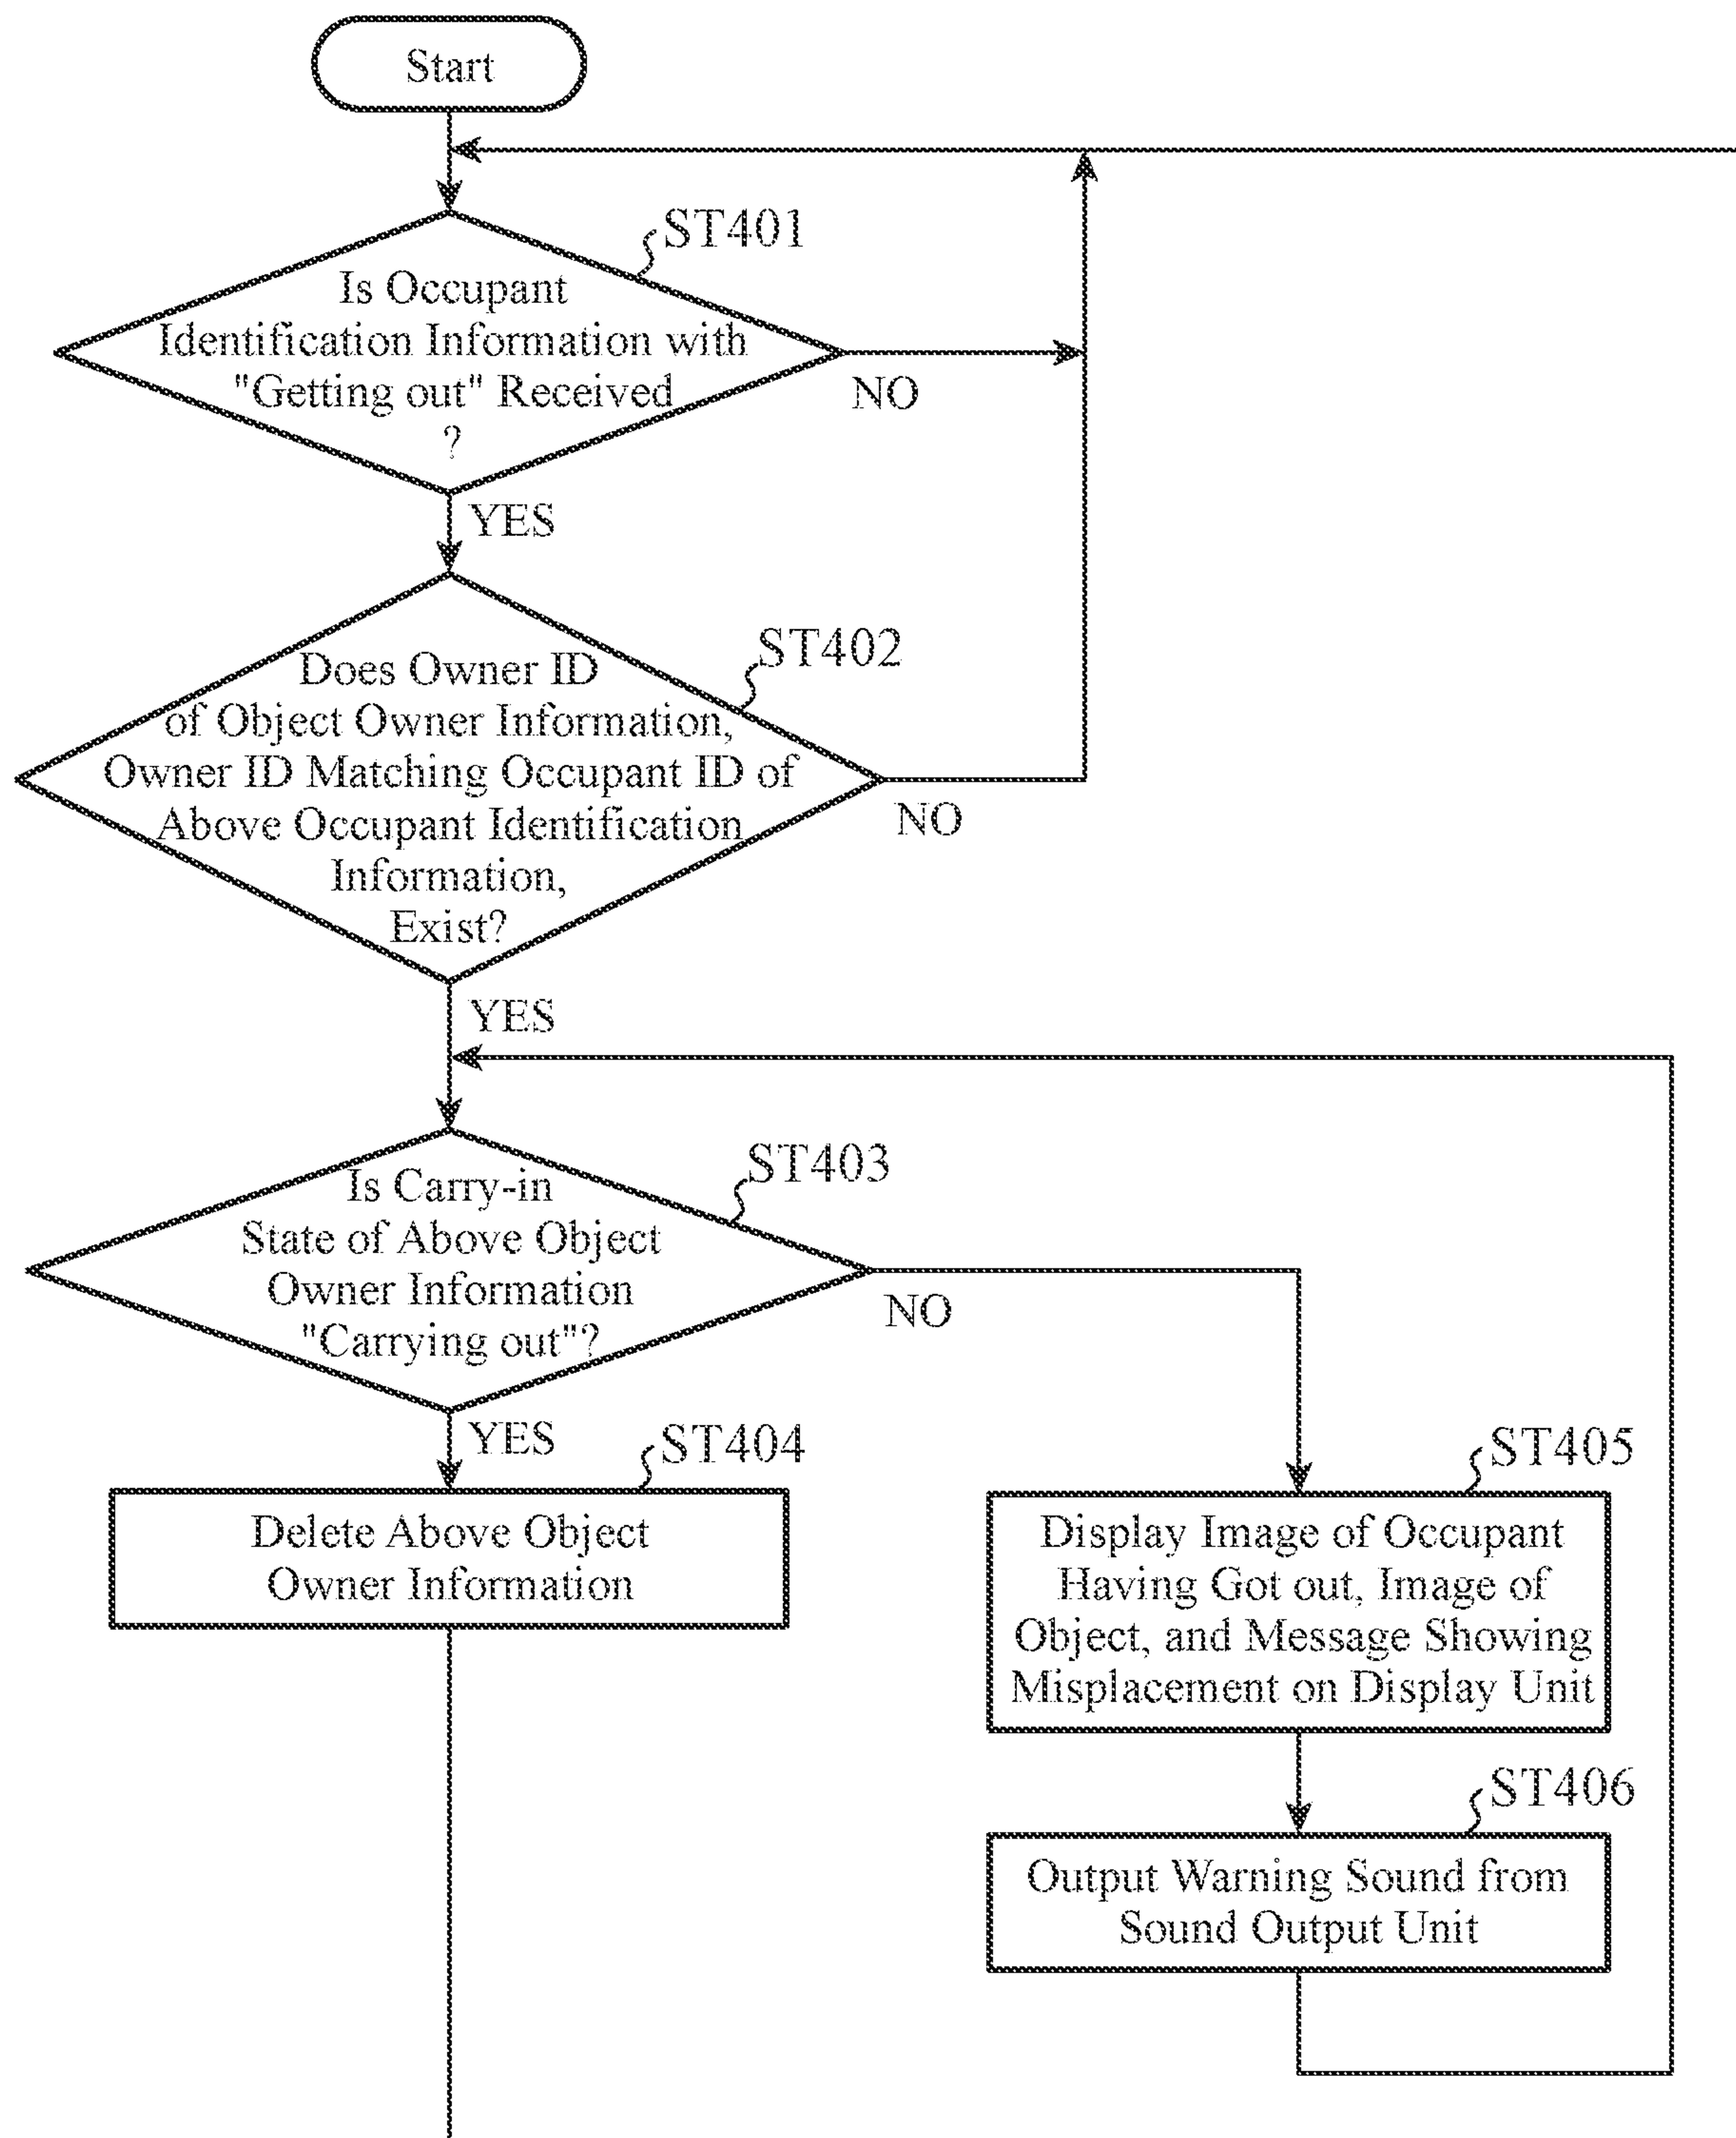 Start
ST401
Is Occupant
Identification Information with
"Getting out" Received
?
NO
YES
ST402
Does Owner ID
of Object Owner Information,
Owner ID Matching Occupant ID of
Above Occupant Identification
Information,
Exist?
NO
YES
ST403
Is Carry-in
State of Above Object
Owner Information
"Carrying out"?
NO
YES
ST404
Delete Above Object
Owner Information
ST405
Display Image of Occupant
Having Got out, Image of
Object, and Message Showing
Misplacement on Display Unit
ST406
Output Warning Sound from
Sound Output Unit